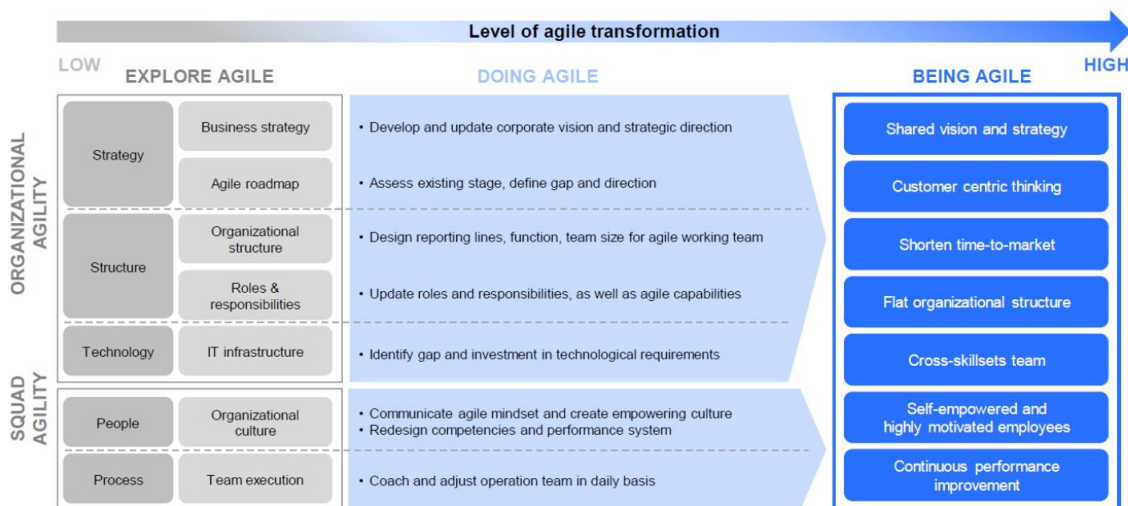 Level of agile transformation
LOW
HIGH
EXPLORE AGILE
DOING AGILE
BEING AGILE
ORGANIZATIONAL
AGILITY
Strategy
Business strategy
• Develop and update corporate vision and strategic direction
Agile roadmap
• Assess existing stage, define gap and direction
Structure
Organizational
structure
• Design reporting lines, function, team size for agile working team
Roles &
responsibilities
• Update roles and responsibilities, as well as agile capabilities
Technology
IT infrastructure
• Identify gap and investment in technological requirements
SQUAD
AGILITY
People
Organizational
culture
• Communicate agile mindset and create empowering culture
• Redesign competencies and performance system
Process
Team execution
• Coach and adjust operation team in daily basis
Shared vision and strategy
Customer centric thinking
Shorten time-to-market
Flat organizational structure
Cross-skillsets team
Self-empowered and
highly motivated employees
Continuous performance
improvement